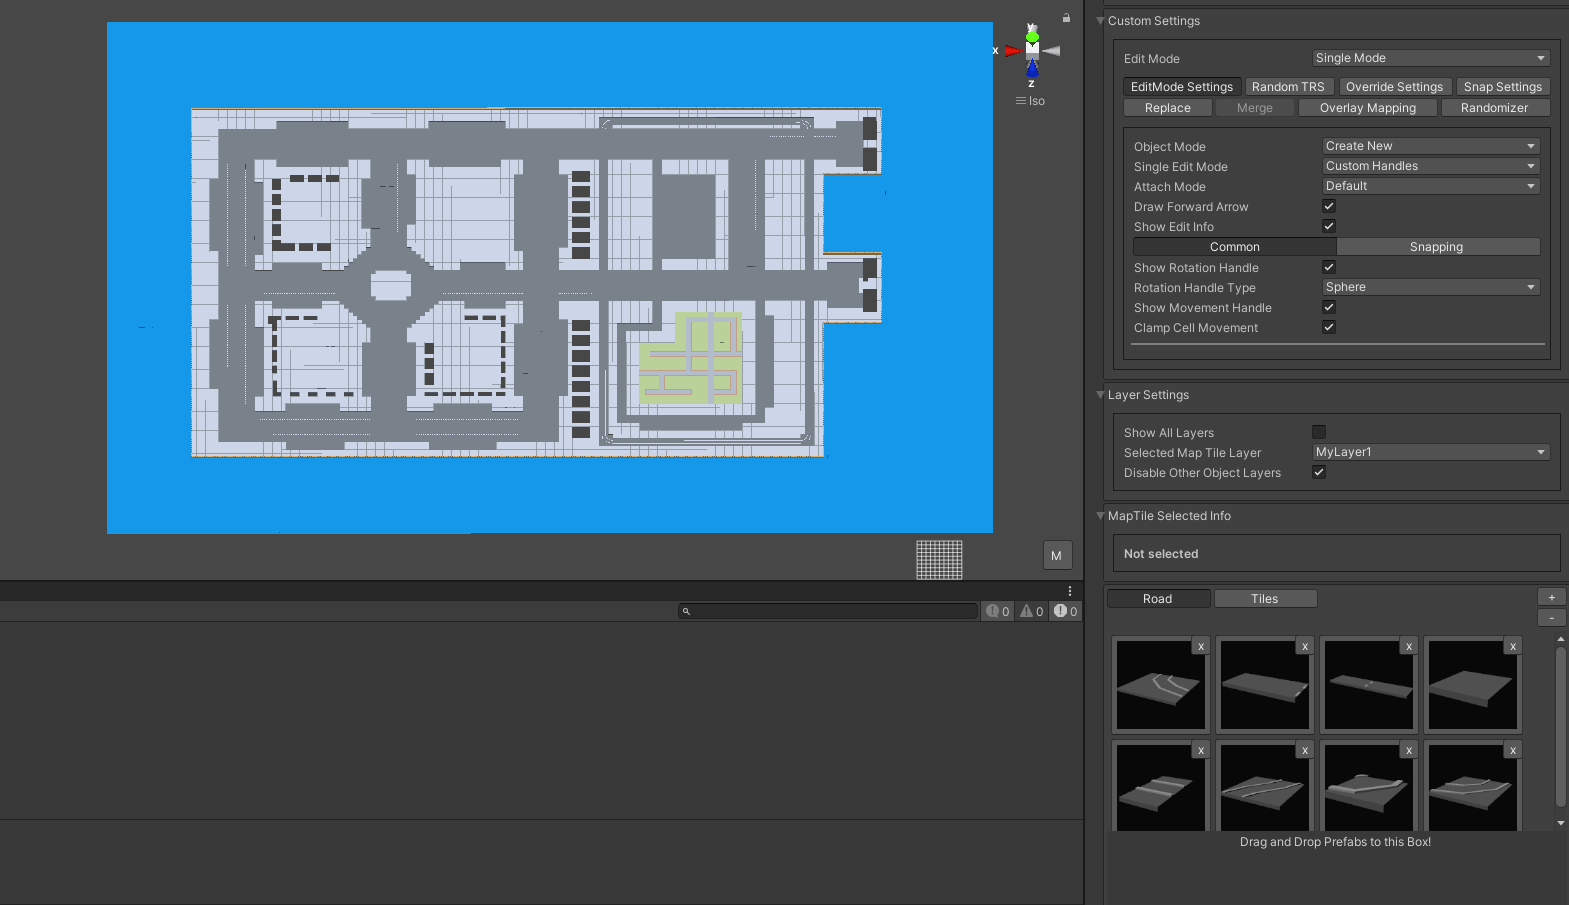 y
x
z
Iso
M
0
0
0
Custom Settings
Edit Mode
Single Mode
EditMode Settings
Random TRS
Override Settings
Snap Settings
Replace
Merge
Overlay Mapping
Randomizer
Object Mode
Create New
Single Edit Mode
Custom Handles
Attach Mode
Default
Draw Forward Arrow
Show Edit Info
Common
Snapping
Show Rotation Handle
Rotation Handle Type
Sphere
Show Movement Handle
Clamp Cell Movement
Layer Settings
Show All Layers
Selected Map Tile Layer
MyLayer1
Disable Other Object Layers
MapTile Selected Info
Not selected
Road
Tiles
+
-
x
x
x
x
x
x
x
x
Drag and Drop Prefabs to this Box!